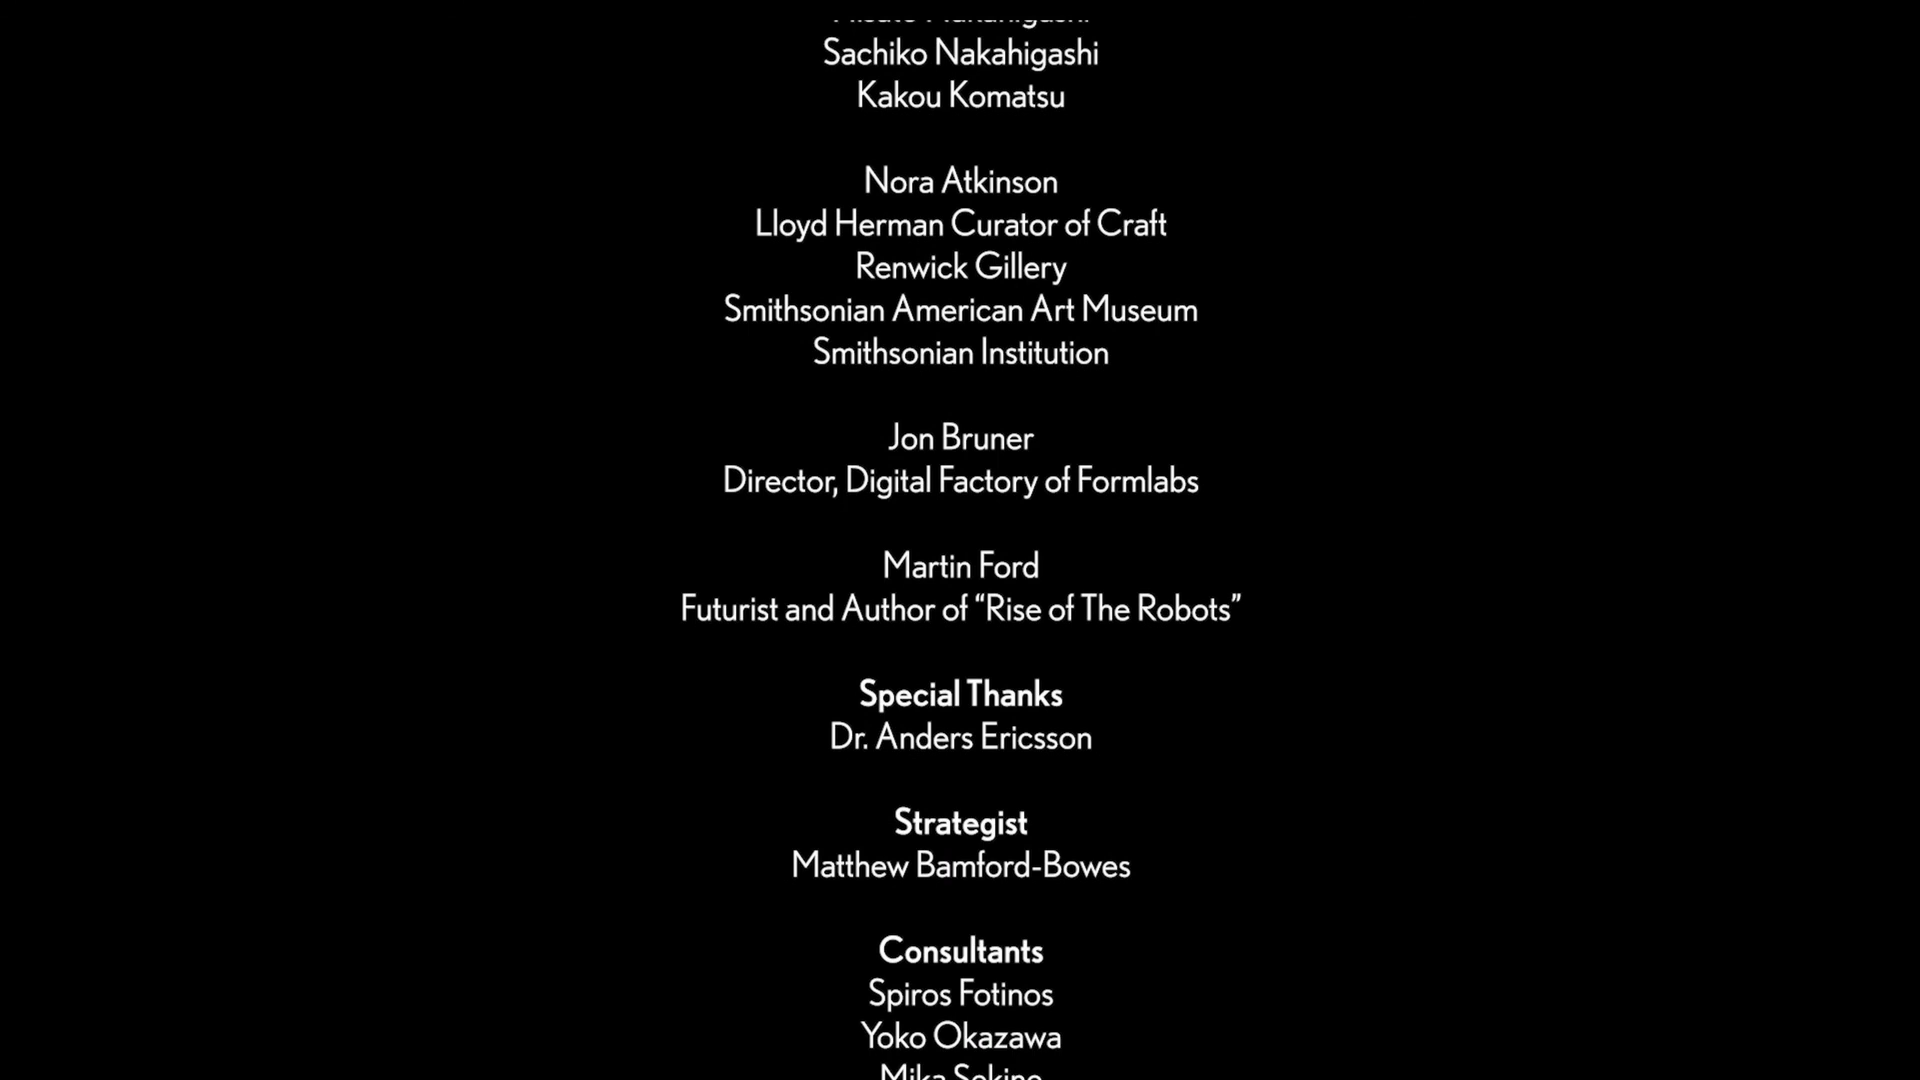 Sachiko Nakahigashi
Kakou Komatsu
Nora Atkinson
Lloyd Herman Curator of Craft
Renwick Gillery
Smithsonian American Art Museum
Smithsonian Institution
Jon Bruner
Director, Digital Factory of Formlabs
Martin Ford
Futurist and Author of “Rise of The Robots”
Special Thanks
Dr. Anders Ericsson
Strategist
Matthew Bamford-Bowes
Consultants
Spiros Fotinos
Yoko Okazawa
Mika Sekine